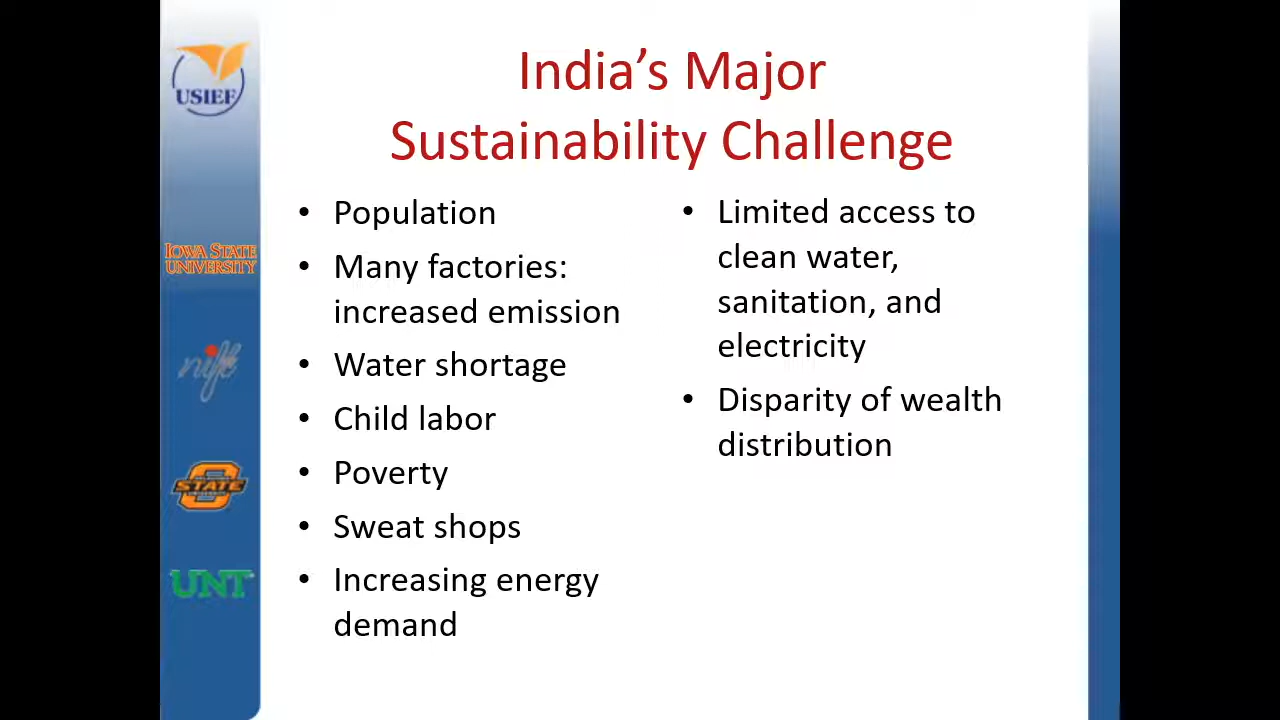 India's Major
Sustainability Challenge
• Population
• Many factories:
increased emission
• Water shortage
• Child labor
• Poverty
• Sweat shops
• Increasing energy
demand
• Limited access to
clean water,
sanitation, and
electricity
• Disparity of wealth
distribution
USIEF
IOWA STATE
UNIVERSITY
nift
STATE
UNT